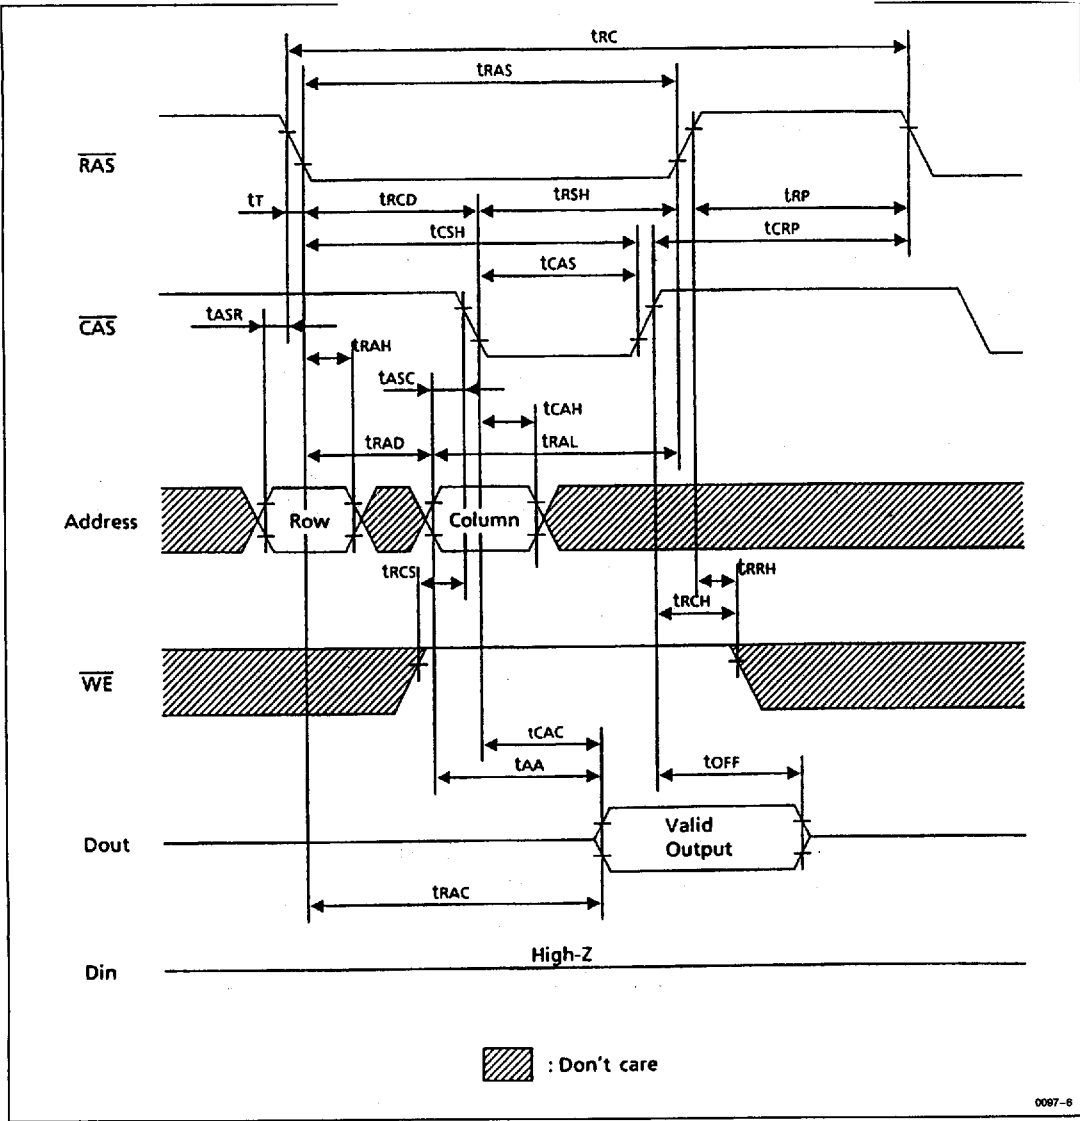 tRC
tRAS
RAS
tT
tRCD
tRSH
tRP
tCSH
tCRP
tCAS
CAS
tASR
tRAH
tASC
tCAH
tRAD
tRAL
Address
Row
Column
tRCS
tRRH
tRCH
WE
tCAC
tAA
tOFF
Dout
Valid
Output
tRAC
High-Z
Din
: Don't care
0097-6